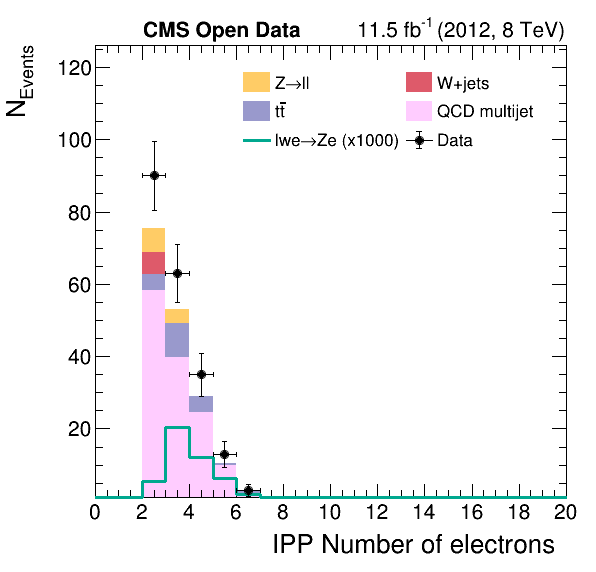 CMS Open Data 11.5 fb⁻¹ (2012, 8 TeV)
N_Events
120
100
80
60
40
20
Z→ll W+jets
tt̄ QCD multijet
lwe→Ze (x1000) Data
0 2 4 6 8 10 12 14 16 18 20
IPP Number of electrons